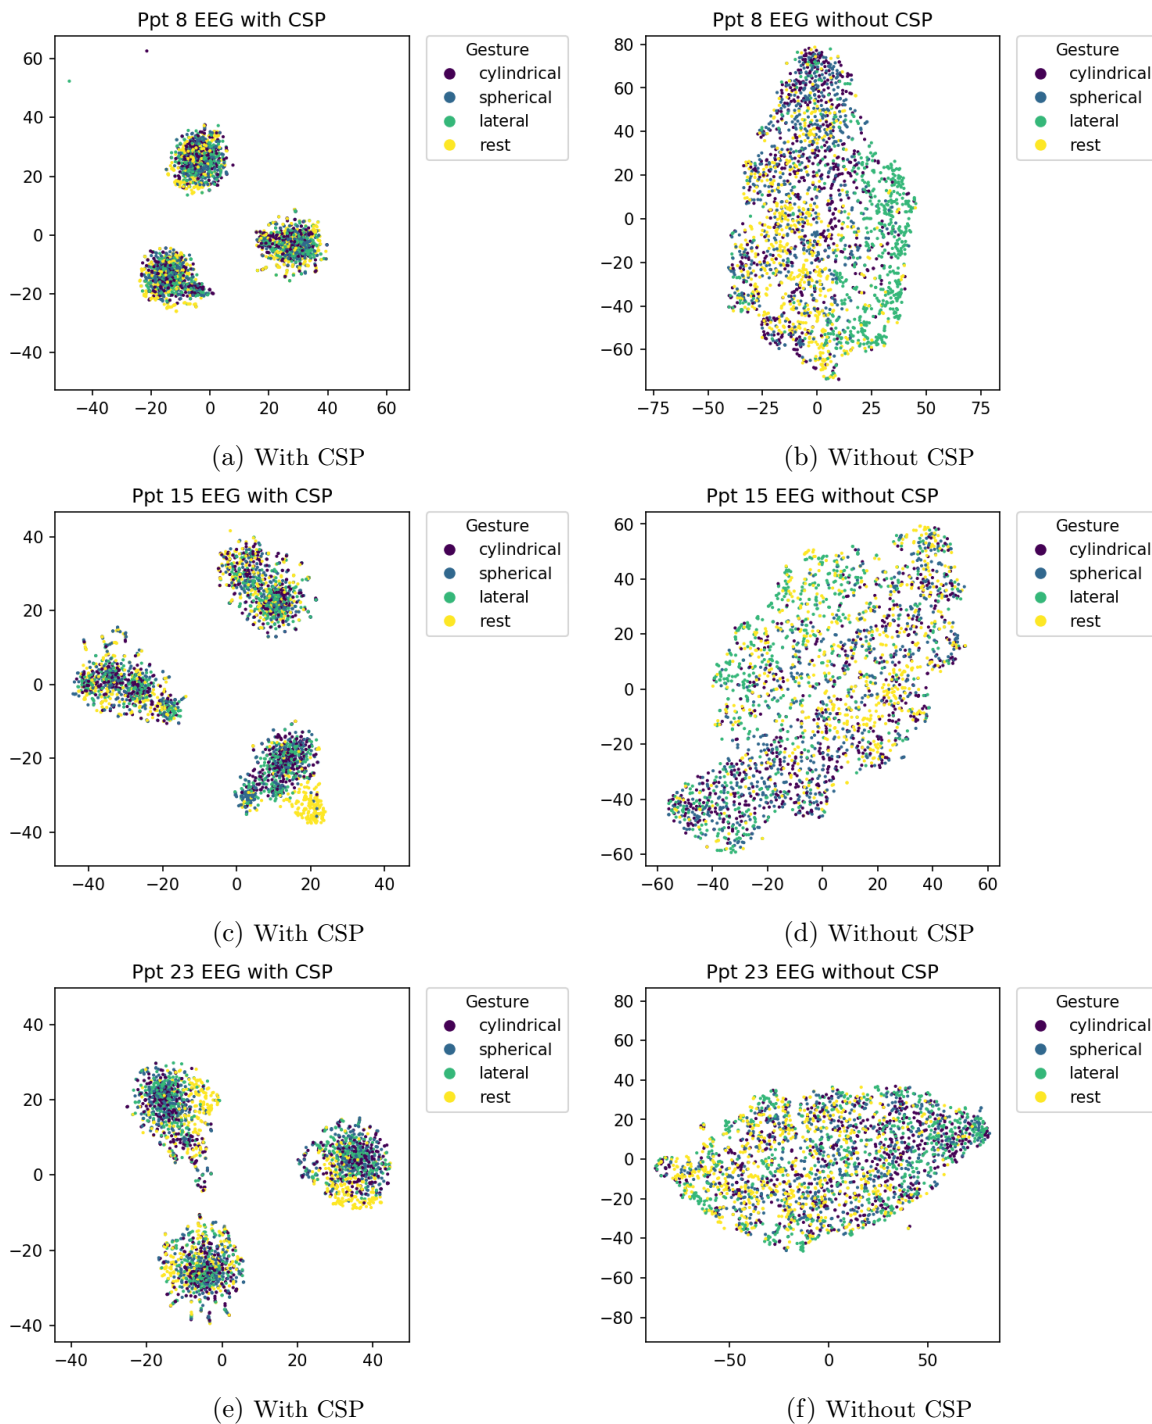 Ppt 8 EEG with CSP
60
40
20
0
−20
−40
−40 −20 0 20 40 60
Gesture
cylindrical
spherical
lateral
rest
(a) With CSP
Ppt 8 EEG without CSP
80
60
40
20
0
−20
−40
−60
−75 −50 −25 0 25 50 75
Gesture
cylindrical
spherical
lateral
rest
(b) Without CSP
Ppt 15 EEG with CSP
40
20
0
−20
−40
−40 −20 0 20 40
Gesture
cylindrical
spherical
lateral
rest
(c) With CSP
Ppt 15 EEG without CSP
60
40
20
0
−20
−40
−60
−60 −40 −20 0 20 40 60
Gesture
cylindrical
spherical
lateral
rest
(d) Without CSP
Ppt 23 EEG with CSP
40
20
0
−20
−40
−40 −20 0 20 40
Gesture
cylindrical
spherical
lateral
rest
(e) With CSP
Ppt 23 EEG without CSP
80
60
40
20
0
−20
−40
−60
−80
−50 0 50
Gesture
cylindrical
spherical
lateral
rest
(f) Without CSP